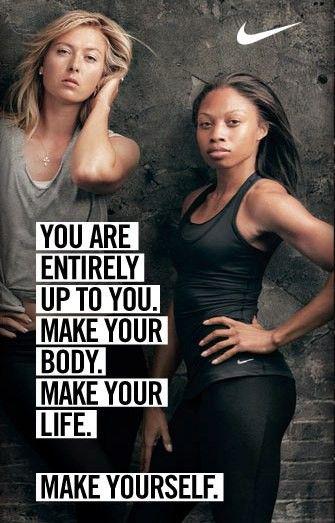 YOU ARE
ENTIRELY
UP TO YOU.
MAKE YOUR
BODY.
MAKE YOUR
LIFE.
MAKE YOURSELF.